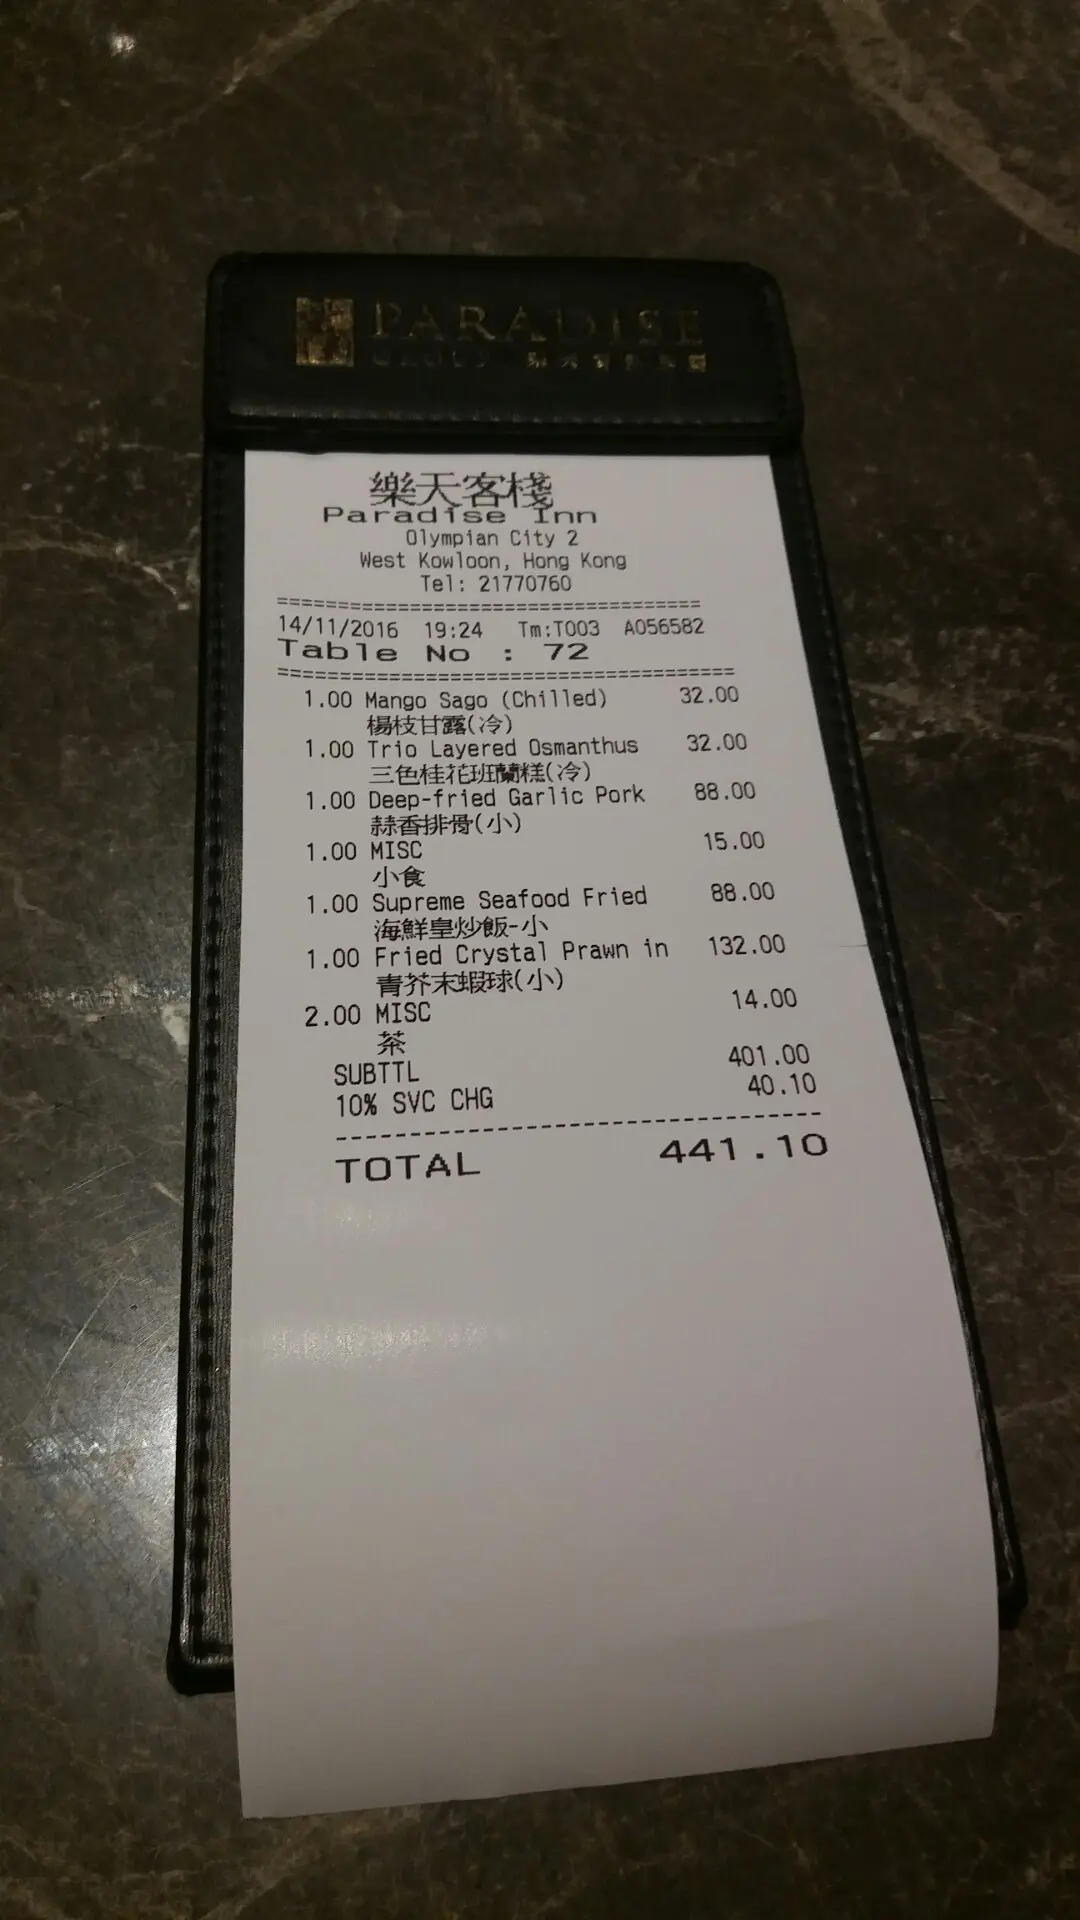 PARADISE
GROUP
樂天客棧
Paradise Inn
Olympian City 2
West Kowloon, Hong Kong
Tel: 21770760
===================================
14/11/2016 19:24 Tm:T003 A056582
Table No : 72
===================================
1.00 Mango Sago (Chilled) 32.00
楊枝甘露(冷)
1.00 Trio Layered Osmanthus 32.00
三色桂花班蘭糕(冷)
1.00 Deep-fried Garlic Pork 88.00
蒜香排骨(小)
1.00 MISC 15.00
小食
1.00 Supreme Seafood Fried 88.00
海鮮皇炒飯-小
1.00 Fried Crystal Prawn in 132.00
青芥末蝦球(小)
2.00 MISC 14.00
茶
SUBTTL 401.00
10% SVC CHG 40.10
--------------------------------
TOTAL 441.10